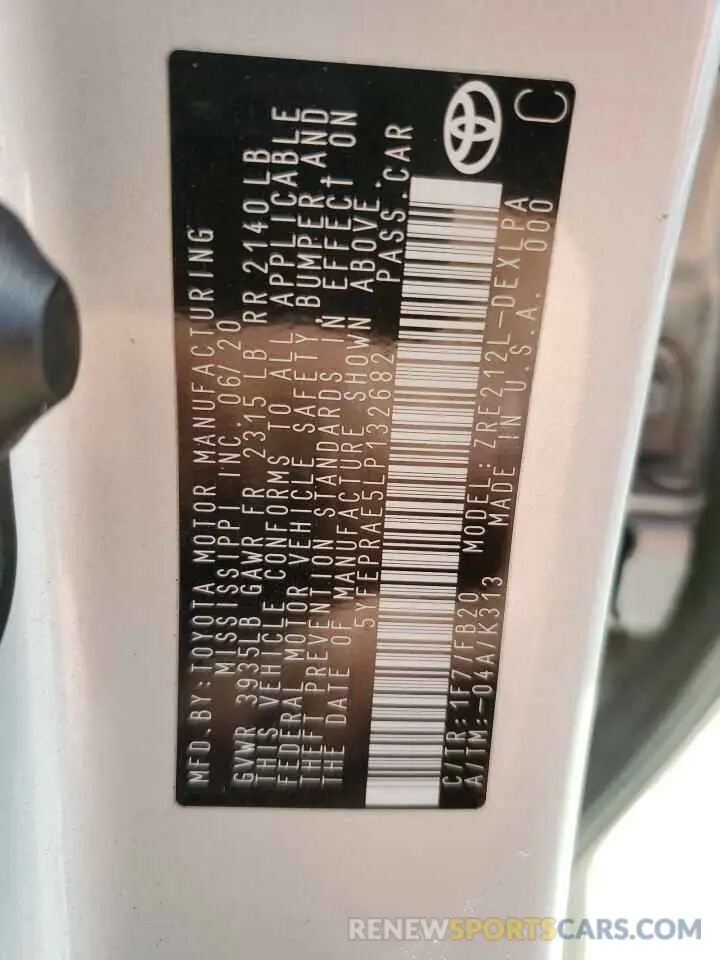 MFD.BY:TOYOTA MOTOR MANUFACTURING
MISSISSIPPI INC. 06/20
GVWR 3935LB GAWR FR 2315 LB RR 2140LB
THIS VEHICLE CONFORMS TO ALL APPLICABLE
FEDERAL MOTOR VEHICLE SAFETY, BUMPER AND
THEFT PREVENTION STANDARDS IN EFFECT ON
THE DATE OF MANUFACTURE SHOWN ABOVE.
5YFEPRAE5LP132682 PASS.CAR
C/TR:1F7/FB20 MODEL:ZRE212L-DEXLPA
A/TM:-04A/K313 MADE IN U.S.A. 000
C
RENEWSPORTSCARS.COM